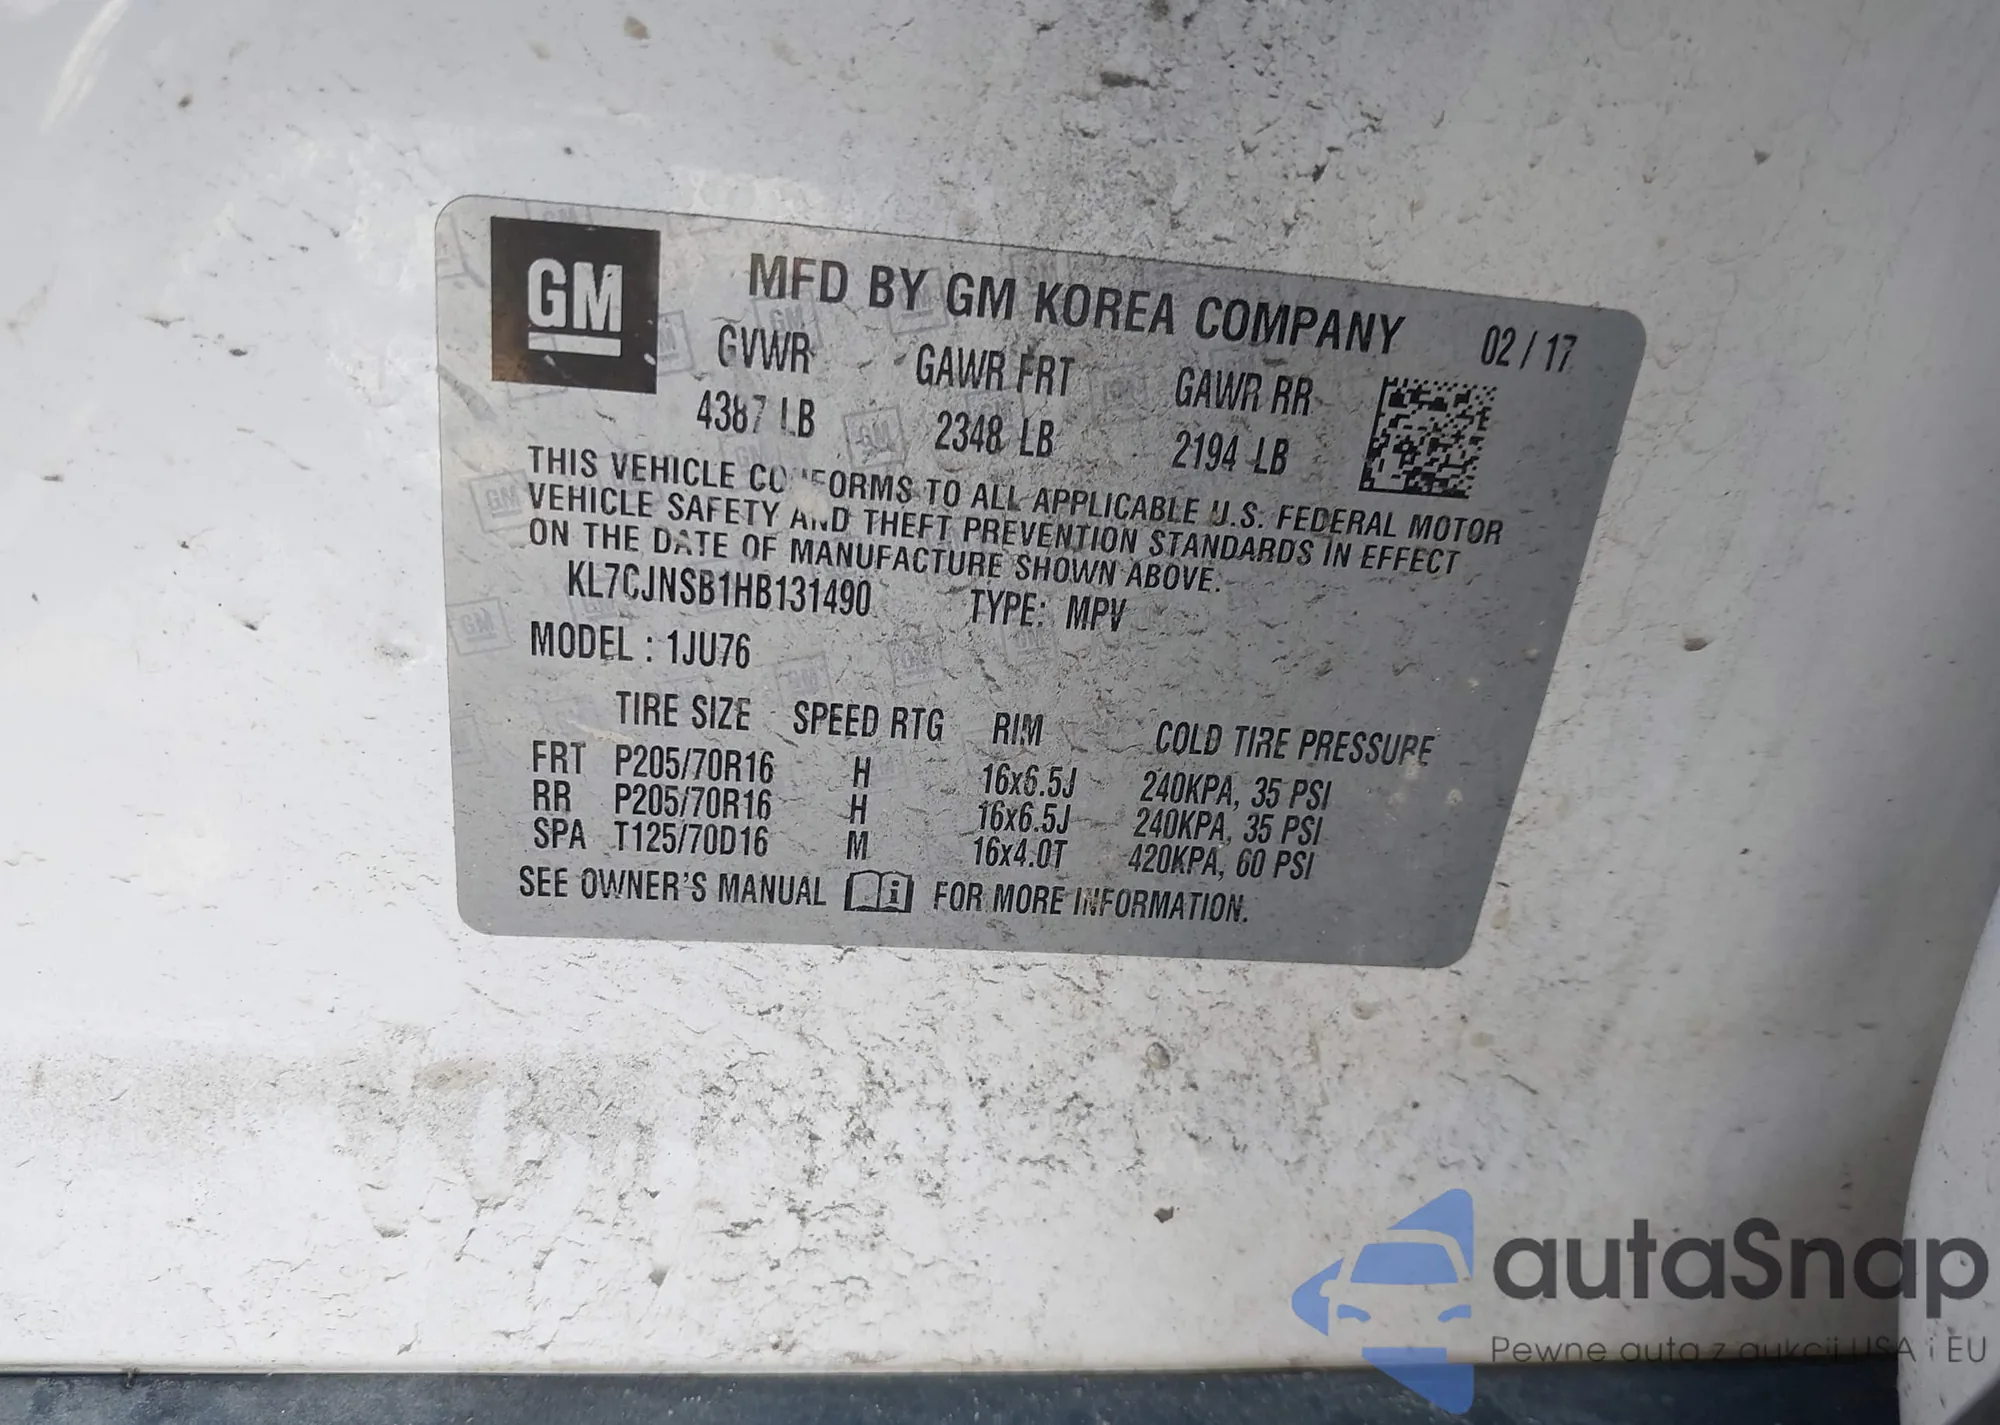 GM
MFD BY GM KOREA COMPANY 02/17
GVWR GAWR FRT GAWR RR
4387 LB 2348 LB 2194 LB
THIS VEHICLE CONFORMS TO ALL APPLICABLE U.S. FEDERAL MOTOR
VEHICLE SAFETY AND THEFT PREVENTION STANDARDS IN EFFECT
ON THE DATE OF MANUFACTURE SHOWN ABOVE.
KL7CJNSB1HB131490 TYPE: MPV
MODEL : 1JU76
TIRE SIZE SPEED RTG RIM COLD TIRE PRESSURE
FRT P205/70R16 H 16x6.5J 240KPA, 35 PSI
RR P205/70R16 H 16x6.5J 240KPA, 35 PSI
SPA T125/70D16 M 16x4.0T 420KPA, 60 PSI
SEE OWNER'S MANUAL FOR MORE INFORMATION.
autaSnap
Pewne auta z aukcji USA i EU